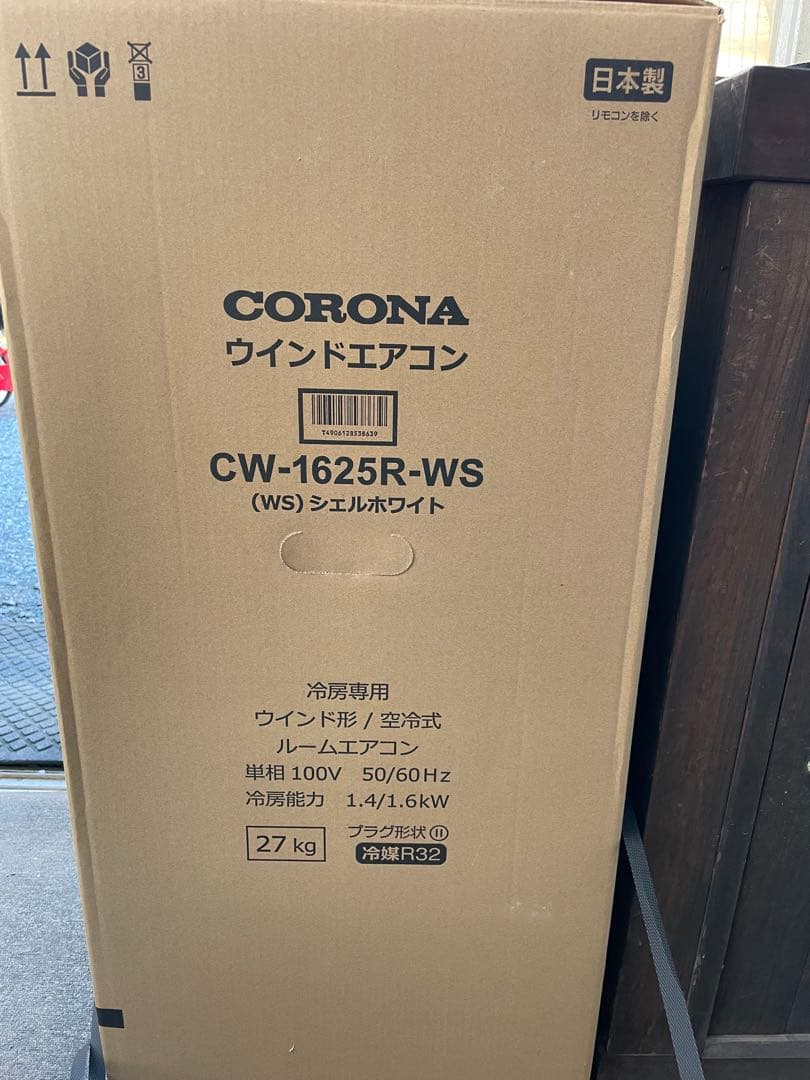 3
日本製
リモコンを除く
CORONA
ウインドエアコン
T4906128538639
CW-1625R-WS
(WS)シェルホワイト
冷房専用
ウインド形 / 空冷式
ルームエアコン
単相 100V 50/60Hz
冷房能力 1.4/1.6kW
27 kg
プラグ形状
冷媒R32